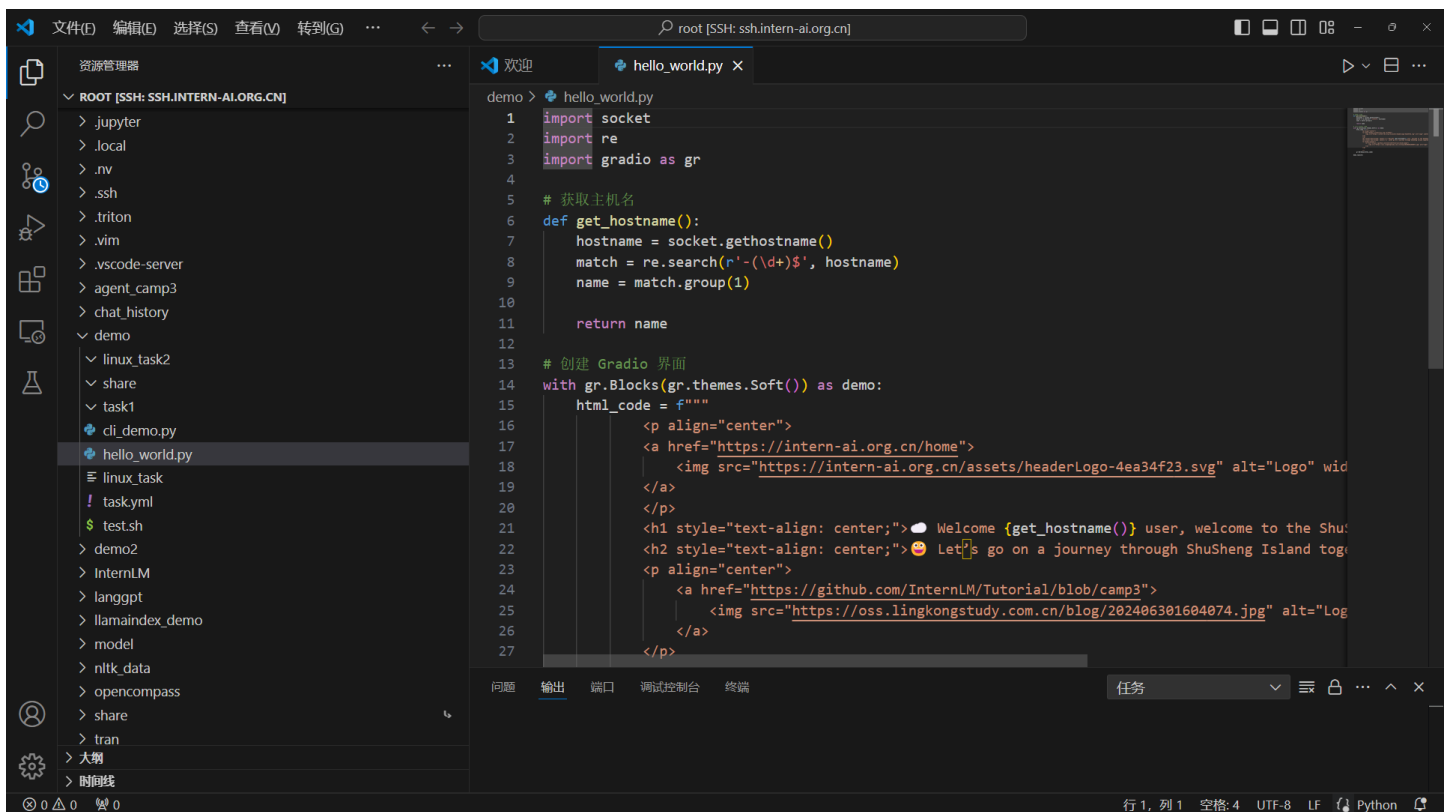 文件(F) 编辑(E) 选择(S) 查看(V) 转到(G) ··· root [SSH: ssh.intern-ai.org.cn]
资源管理器
ROOT [SSH: SSH.INTERN-AI.ORG.CN]
.jupyter
.local
.nv
.ssh
.triton
.vim
.vscode-server
agent_camp3
chat_history
demo
linux_task2
share
task1
cli_demo.py
hello_world.py
linux_task
task.yml
test.sh
demo2
InternLM
langgpt
llamaindex_demo
model
nltk_data
opencompass
share
tran
大纲
时间线
欢迎 hello_world.py
demo > hello_world.py
1 import socket
2 import re
3 import gradio as gr
4
5 # 获取主机名
6 def get_hostname():
7     hostname = socket.gethostname()
8     match = re.search(r'-(\d+)$', hostname)
9     name = match.group(1)
10
11     return name
12
13 # 创建 Gradio 界面
14 with gr.Blocks(gr.themes.Soft()) as demo:
15     html_code = f"""
16             <p align="center">
17             <a href="https://intern-ai.org.cn/home">
18                 <img src="https://intern-ai.org.cn/assets/headerLogo-4ea34f23.svg" alt="Logo" wid
19             </a>
20             </p>
21             <h1 style="text-align: center;">☁️ Welcome {get_hostname()} user, welcome to the Shu
22             <h2 style="text-align: center;">😀 Let’s go on a journey through ShuSheng Island tog
23             <p align="center">
24                 <a href="https://github.com/InternLM/Tutorial/blob/camp3">
25                     <img src="https://oss.lingkongstudy.com.cn/blog/202406301604074.jpg" alt="Log
26                 </a>
27             </p>
问题 输出 端口 调试控制台 终端 任务
0 0 0 行 1，列 1 空格: 4 UTF-8 LF Python